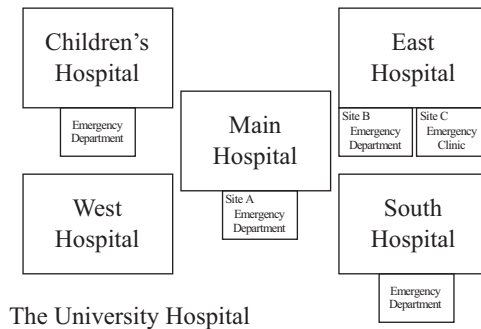 Children’s
Hospital
Emergency
Department
East
Hospital
Site B
Emergency
Department
Site C
Emergency
Clinic
Main
Hospital
Site A
Emergency
Department
West
Hospital
South
Hospital
Emergency
Department
The University Hospital